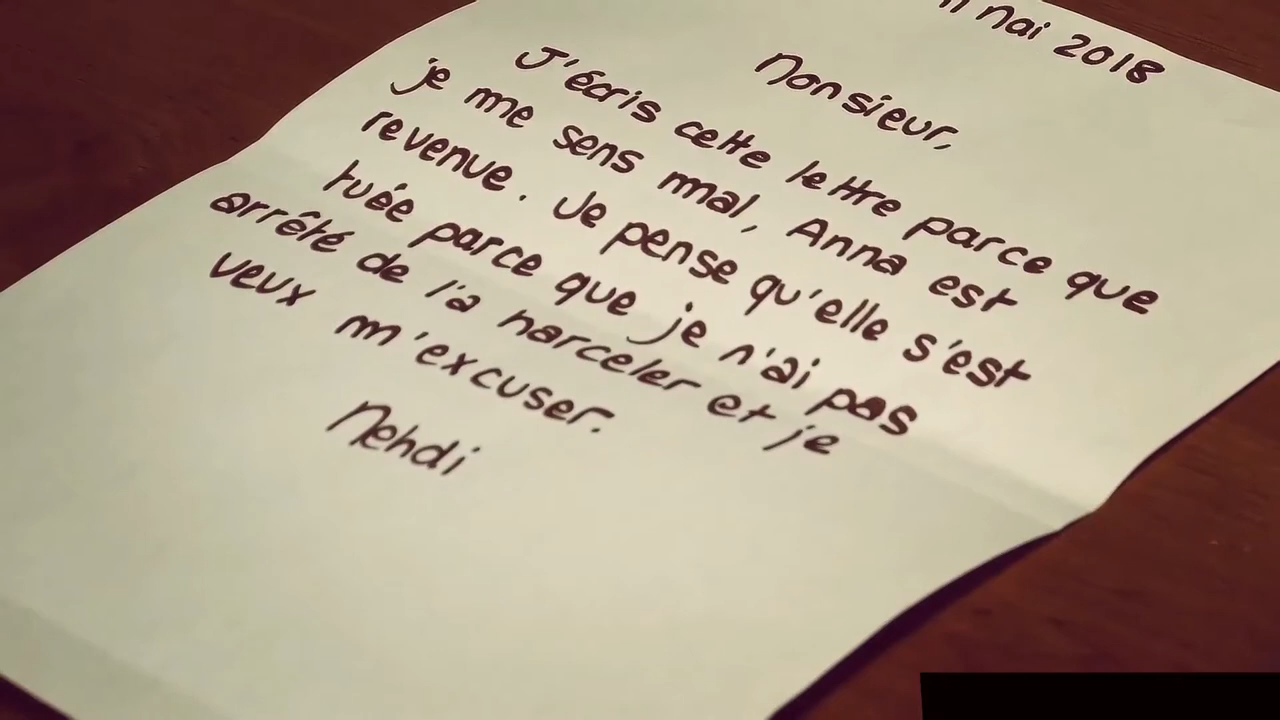 11 Mai 2018
Monsieur,
J'écris cette lettre parce que
je me sens mal, Anna est
revenue. Je pense qu'elle s'est
tuée parce que je n'ai pas
arrêté de l'a harceler et je
veux m'excuser.
Mehdi